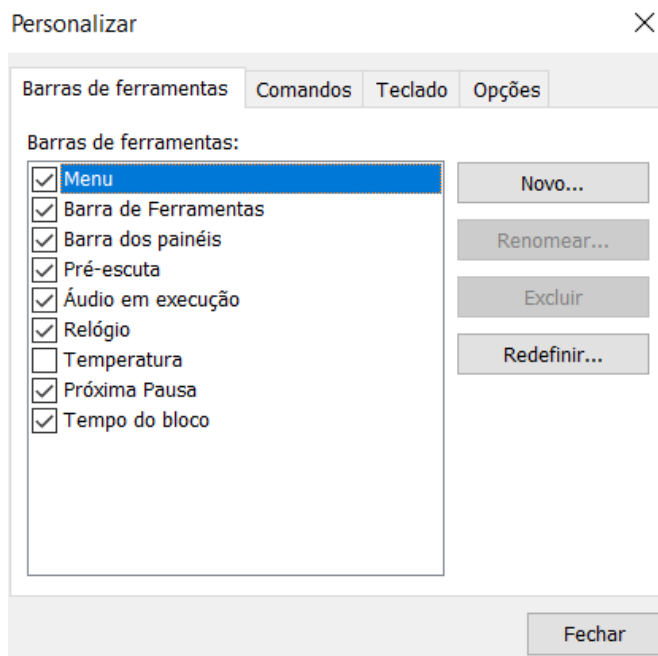 Personalizar
Barras de ferramentas Comandos Teclado Opções
Barras de ferramentas:
Menu
Barra de Ferramentas
Barra dos painéis
Pré-escuta
Áudio em execução
Relógio
Temperatura
Próxima Pausa
Tempo do bloco
Novo...
Renomear...
Excluir
Redefinir...
Fechar